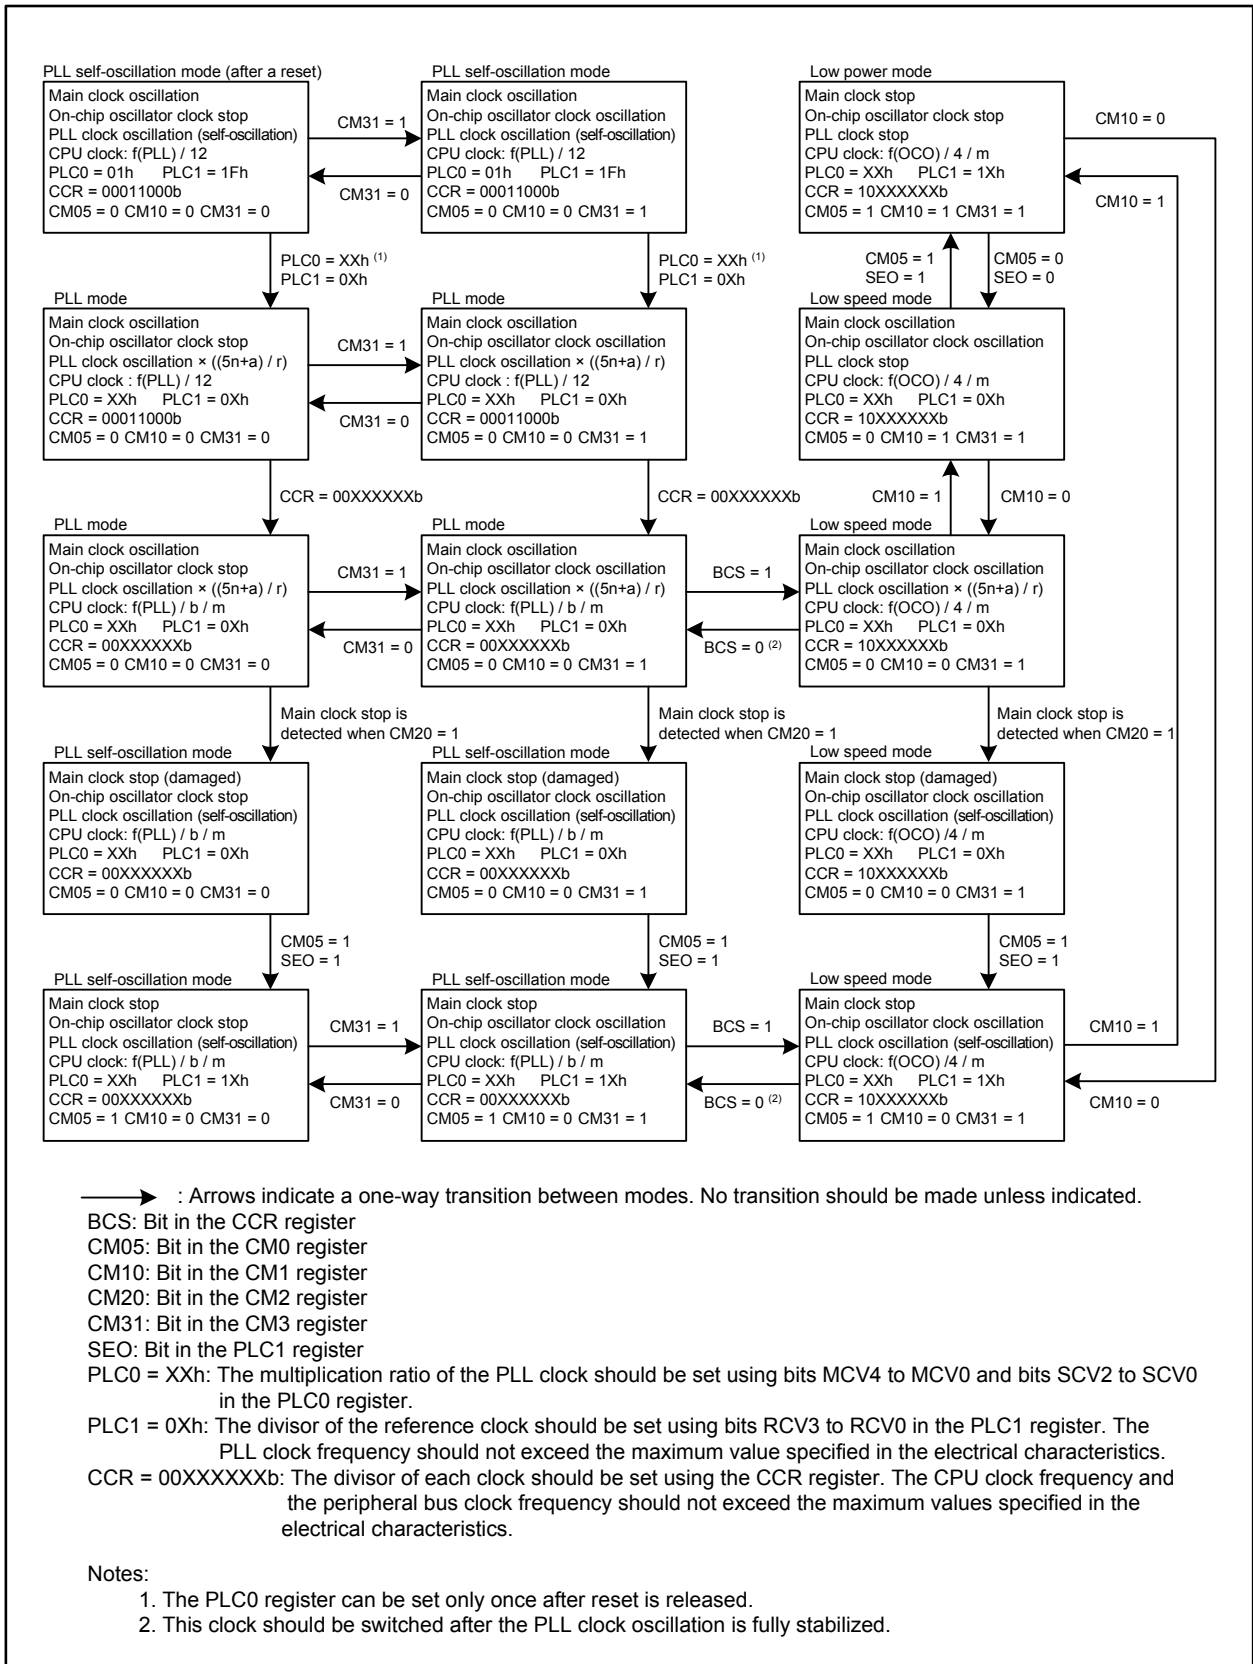 PLL self-oscillation mode (after a reset)
Main clock oscillation
On-chip oscillator clock stop
PLL clock oscillation (self-oscillation)
CPU clock: f(PLL) / 12
PLC0 = 01h PLC1 = 1Fh
CCR = 00011000b
CM05 = 0 CM10 = 0 CM31 = 0
CM31 = 1
CM31 = 0
PLL self-oscillation mode
Main clock oscillation
On-chip oscillator clock oscillation
PLL clock oscillation (self-oscillation)
CPU clock: f(PLL) / 12
PLC0 = 01h PLC1 = 1Fh
CCR = 00011000b
CM05 = 0 CM10 = 0 CM31 = 1
Low power mode
Main clock stop
On-chip oscillator clock stop
PLL clock stop
CPU clock: f(OCO) / 4 / m
PLC0 = XXh PLC1 = 1Xh
CCR = 10XXXXXXb
CM05 = 1 CM10 = 1 CM31 = 1
CM10 = 0
CM10 = 1
PLC0 = XXh (1)
PLC1 = 0Xh
PLC0 = XXh (1)
PLC1 = 0Xh
CM05 = 1
SEO = 1
CM05 = 0
SEO = 0
PLL mode
Main clock oscillation
On-chip oscillator clock stop
PLL clock oscillation × ((5n+a) / r)
CPU clock : f(PLL) / 12
PLC0 = XXh PLC1 = 0Xh
CCR = 00011000b
CM05 = 0 CM10 = 0 CM31 = 0
CM31 = 1
CM31 = 0
PLL mode
Main clock oscillation
On-chip oscillator clock oscillation
PLL clock oscillation × ((5n+a) / r)
CPU clock : f(PLL) / 12
PLC0 = XXh PLC1 = 0Xh
CCR = 00011000b
CM05 = 0 CM10 = 0 CM31 = 1
Low speed mode
Main clock oscillation
On-chip oscillator clock oscillation
PLL clock stop
CPU clock: f(OCO) / 4 / m
PLC0 = XXh PLC1 = 0Xh
CCR = 10XXXXXXb
CM05 = 0 CM10 = 1 CM31 = 1
CCR = 00XXXXXXb
CCR = 00XXXXXXb
CM10 = 1
CM10 = 0
PLL mode
Main clock oscillation
On-chip oscillator clock stop
PLL clock oscillation × ((5n+a) / r)
CPU clock: f(PLL) / b / m
PLC0 = XXh PLC1 = 0Xh
CCR = 00XXXXXXb
CM05 = 0 CM10 = 0 CM31 = 0
CM31 = 1
CM31 = 0
PLL mode
Main clock oscillation
On-chip oscillator clock oscillation
PLL clock oscillation × ((5n+a) / r)
CPU clock: f(PLL) / b / m
PLC0 = XXh PLC1 = 0Xh
CCR = 00XXXXXXb
CM05 = 0 CM10 = 0 CM31 = 1
BCS = 1
BCS = 0 (2)
Low speed mode
Main clock oscillation
On-chip oscillator clock oscillation
PLL clock oscillation × ((5n+a) / r)
CPU clock: f(OCO) / 4 / m
PLC0 = XXh PLC1 = 0Xh
CCR = 10XXXXXXb
CM05 = 0 CM10 = 0 CM31 = 1
Main clock stop is
detected when CM20 = 1
Main clock stop is
detected when CM20 = 1
Main clock stop is
detected when CM20 = 1
PLL self-oscillation mode
Main clock stop (damaged)
On-chip oscillator clock stop
PLL clock oscillation (self-oscillation)
CPU clock: f(PLL) / b / m
PLC0 = XXh PLC1 = 0Xh
CCR = 00XXXXXXb
CM05 = 0 CM10 = 0 CM31 = 0
PLL self-oscillation mode
Main clock stop (damaged)
On-chip oscillator clock oscillation
PLL clock oscillation (self-oscillation)
CPU clock: f(PLL) / b / m
PLC0 = XXh PLC1 = 0Xh
CCR = 00XXXXXXb
CM05 = 0 CM10 = 0 CM31 = 1
Low speed mode
Main clock stop (damaged)
On-chip oscillator clock oscillation
PLL clock oscillation (self-oscillation)
CPU clock: f(OCO) /4 / m
PLC0 = XXh PLC1 = 0Xh
CCR = 10XXXXXXb
CM05 = 0 CM10 = 0 CM31 = 1
CM05 = 1
SEO = 1
CM05 = 1
SEO = 1
CM05 = 1
SEO = 1
PLL self-oscillation mode
Main clock stop
On-chip oscillator clock stop
PLL clock oscillation (self-oscillation)
CPU clock: f(PLL) / b / m
PLC0 = XXh PLC1 = 1Xh
CCR = 00XXXXXXb
CM05 = 1 CM10 = 0 CM31 = 0
CM31 = 1
CM31 = 0
PLL self-oscillation mode
Main clock stop
On-chip oscillator clock oscillation
PLL clock oscillation (self-oscillation)
CPU clock: f(PLL) / b / m
PLC0 = XXh PLC1 = 1Xh
CCR = 00XXXXXXb
CM05 = 1 CM10 = 0 CM31 = 1
BCS = 1
BCS = 0 (2)
Low speed mode
Main clock stop
On-chip oscillator clock oscillation
PLL clock oscillation (self-oscillation)
CPU clock: f(OCO) /4 / m
PLC0 = XXh PLC1 = 1Xh
CCR = 10XXXXXXb
CM05 = 1 CM10 = 0 CM31 = 1
CM10 = 1
CM10 = 0
: Arrows indicate a one-way transition between modes. No transition should be made unless indicated.
BCS: Bit in the CCR register
CM05: Bit in the CM0 register
CM10: Bit in the CM1 register
CM20: Bit in the CM2 register
CM31: Bit in the CM3 register
SEO: Bit in the PLC1 register
PLC0 = XXh: The multiplication ratio of the PLL clock should be set using bits MCV4 to MCV0 and bits SCV2 to SCV0
in the PLC0 register.
PLC1 = 0Xh: The divisor of the reference clock should be set using bits RCV3 to RCV0 in the PLC1 register. The
PLL clock frequency should not exceed the maximum value specified in the electrical characteristics.
CCR = 00XXXXXXb: The divisor of each clock should be set using the CCR register. The CPU clock frequency and
the peripheral bus clock frequency should not exceed the maximum values specified in the
electrical characteristics.
Notes:
1. The PLC0 register can be set only once after reset is released.
2. This clock should be switched after the PLL clock oscillation is fully stabilized.